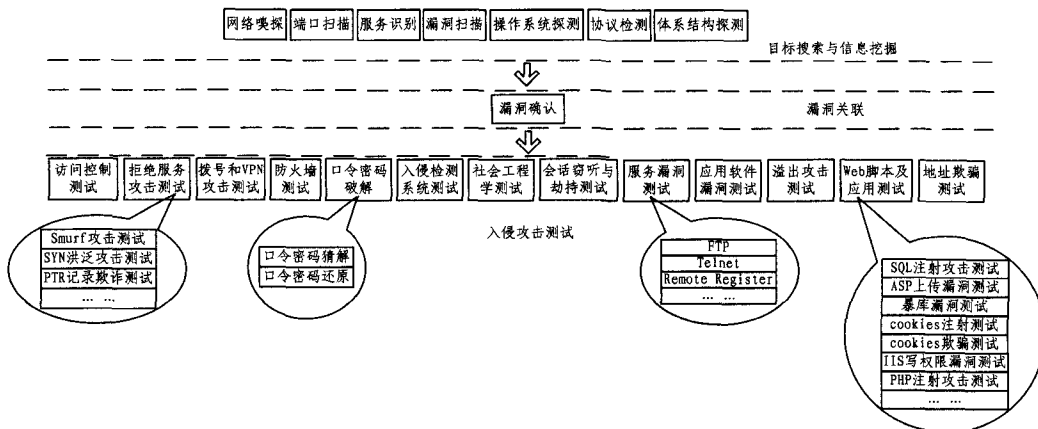 网络嗅探 端口扫描 服务识别 漏洞扫描 操作系统探测 协议检测 体系结构探测
目标搜索与信息挖掘
漏洞确认
漏洞关联
访问控制
测试
拒绝服务
攻击测试
拨号和VPN
攻击测试
防火墙
测试
口令密码
破解
入侵检测
系统测试
社会工程
学测试
会话窃听与
劫持测试
服务漏洞
测试
应用软件
漏洞测试
溢出攻击
测试
Web脚本及
应用测试
地址欺骗
测试
入侵攻击测试
Smurf攻击测试
SYN洪泛攻击测试
PTR记录欺诈测试
… …
口令密码猜解
口令密码还原
FTP
Telnet
Remote Register
… …
SQL注射攻击测试
ASP上传漏洞测试
暴库漏洞测试
cookies注射测试
cookies欺骗测试
IIS写权限漏洞测试
PHP注射攻击测试
… …